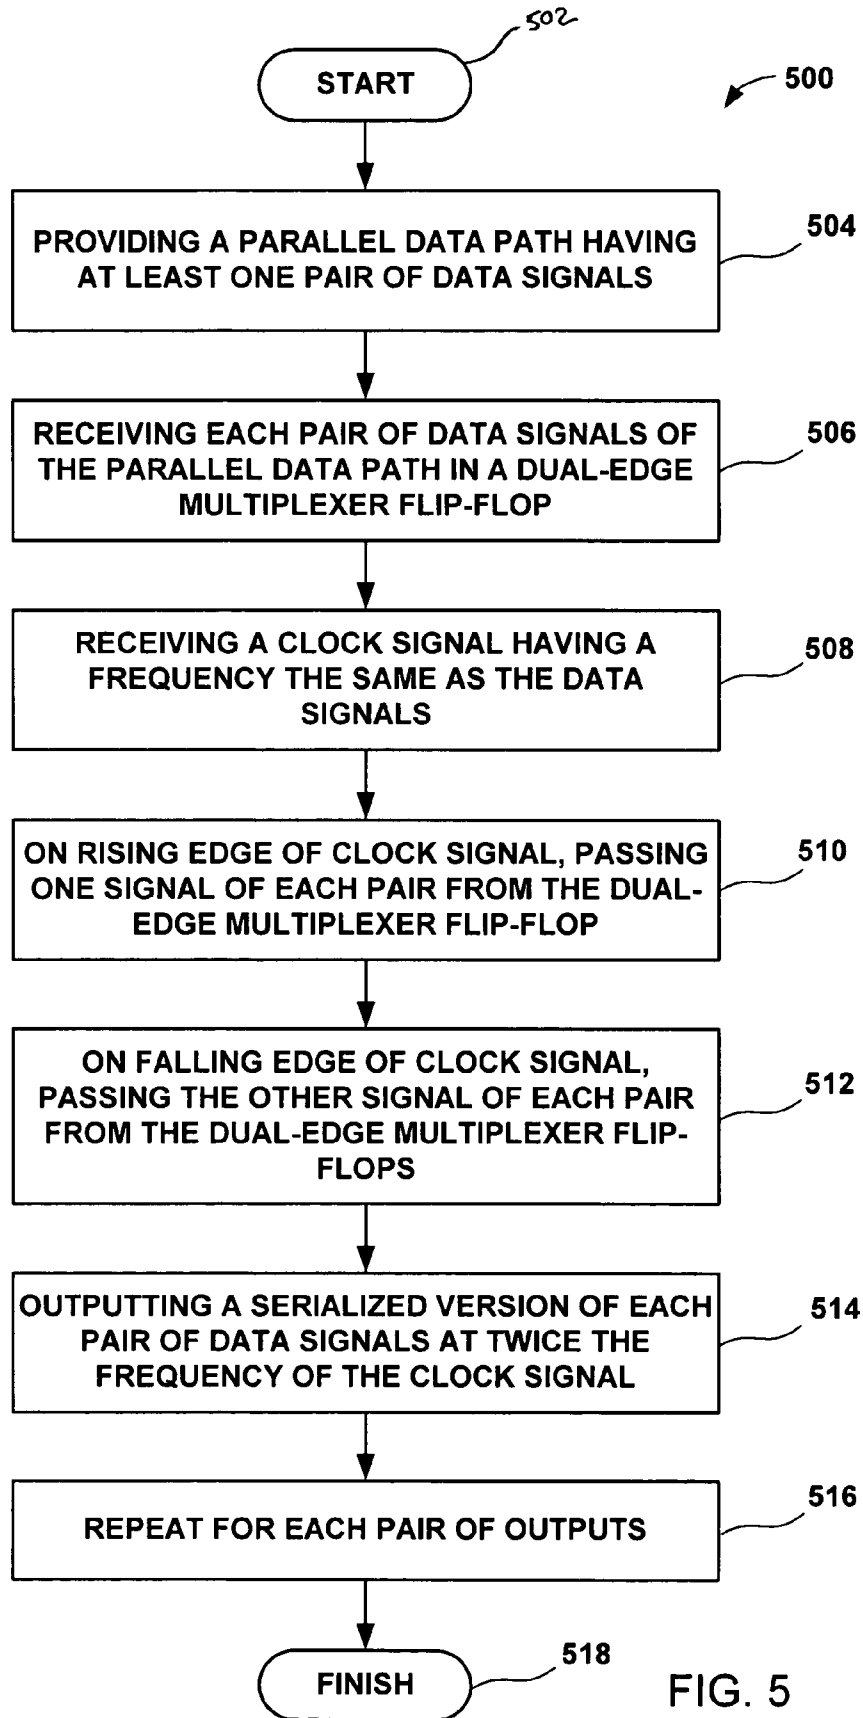 502
START
500
PROVIDING A PARALLEL DATA PATH HAVING
AT LEAST ONE PAIR OF DATA SIGNALS
504
RECEIVING EACH PAIR OF DATA SIGNALS OF
THE PARALLEL DATA PATH IN A DUAL-EDGE
MULTIPLEXER FLIP-FLOP
506
RECEIVING A CLOCK SIGNAL HAVING A
FREQUENCY THE SAME AS THE DATA
SIGNALS
508
ON RISING EDGE OF CLOCK SIGNAL, PASSING
ONE SIGNAL OF EACH PAIR FROM THE DUAL-
EDGE MULTIPLEXER FLIP-FLOP
510
ON FALLING EDGE OF CLOCK SIGNAL,
PASSING THE OTHER SIGNAL OF EACH PAIR
FROM THE DUAL-EDGE MULTIPLEXER FLIP-
FLOPS
512
OUTPUTTING A SERIALIZED VERSION OF EACH
PAIR OF DATA SIGNALS AT TWICE THE
FREQUENCY OF THE CLOCK SIGNAL
514
REPEAT FOR EACH PAIR OF OUTPUTS
516
FINISH
518
FIG. 5